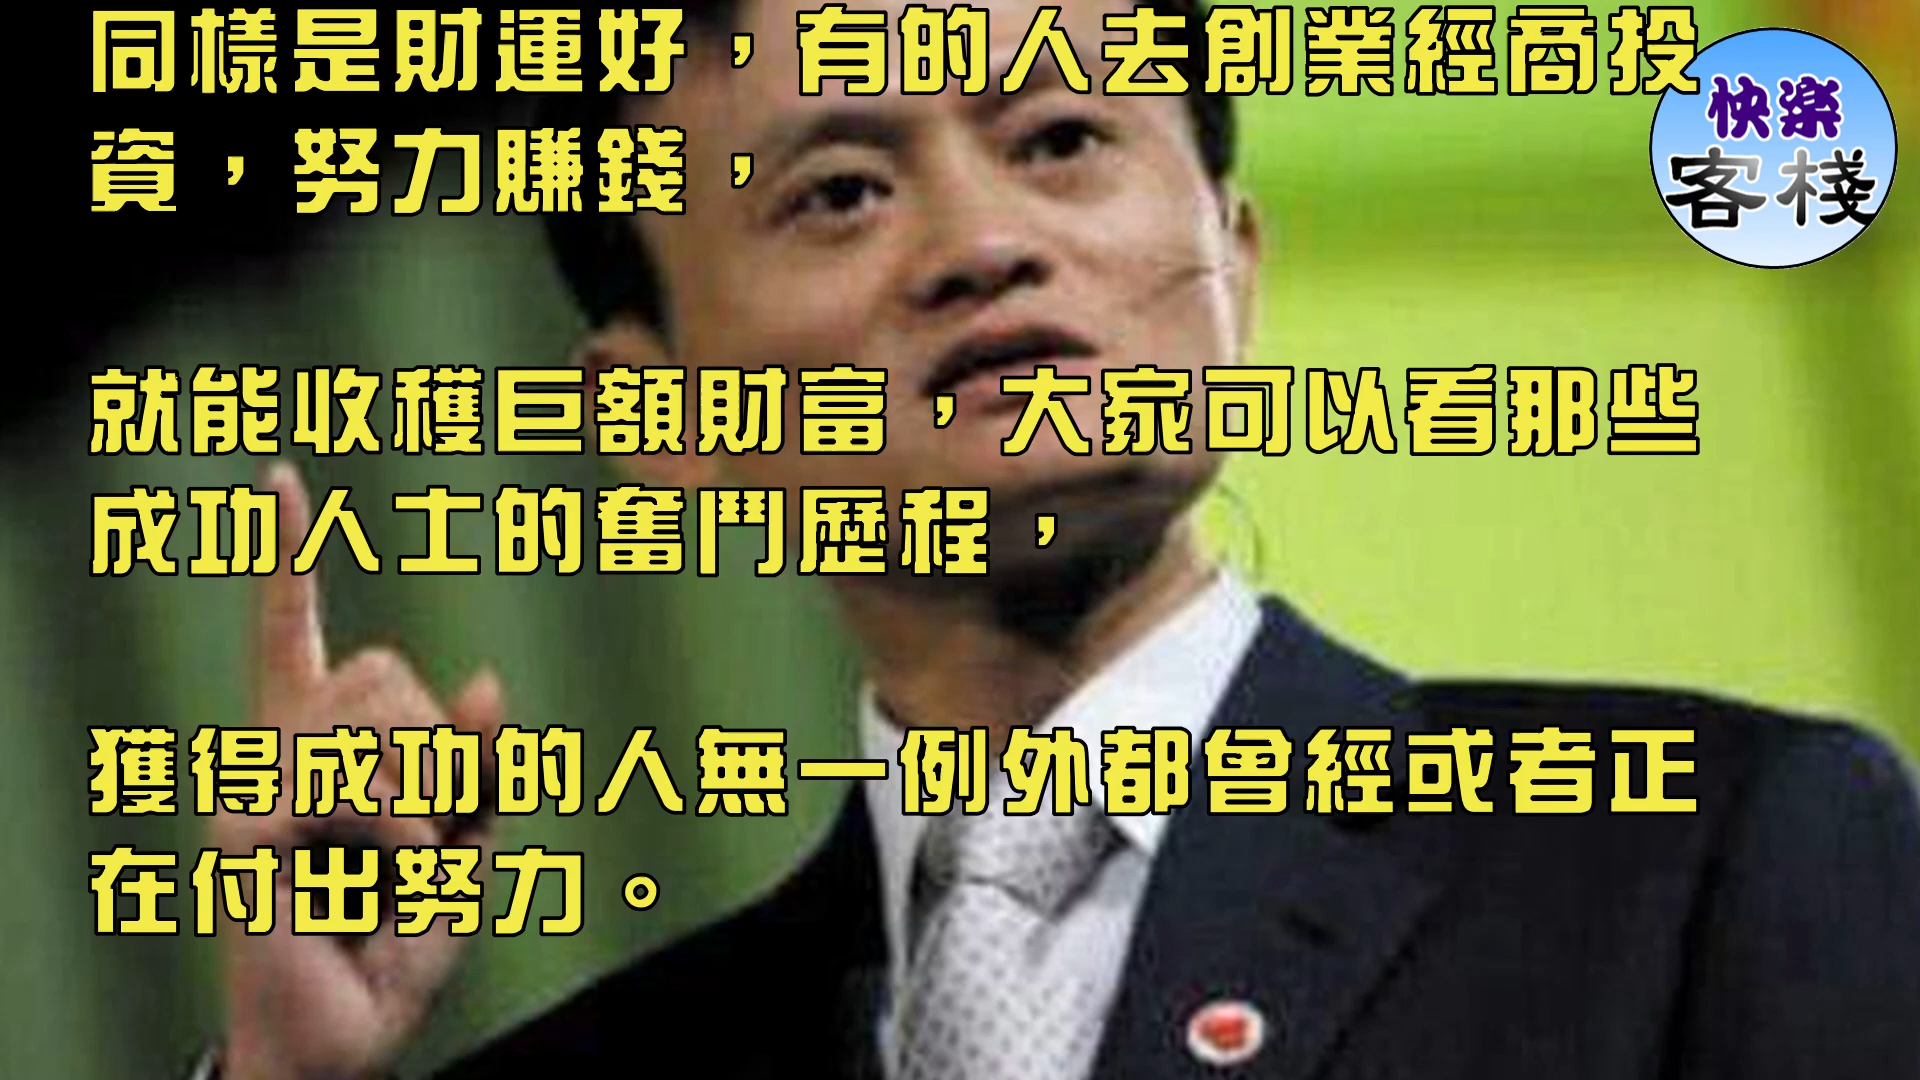 同樣是財運好，有的人去創業經商投
資，努力賺錢，
就能收穫巨額財富，大家可以看那些
成功人士的奮鬥歷程，
獲得成功的人無一例外都曾經或者正
在付出努力。
快樂
客棧